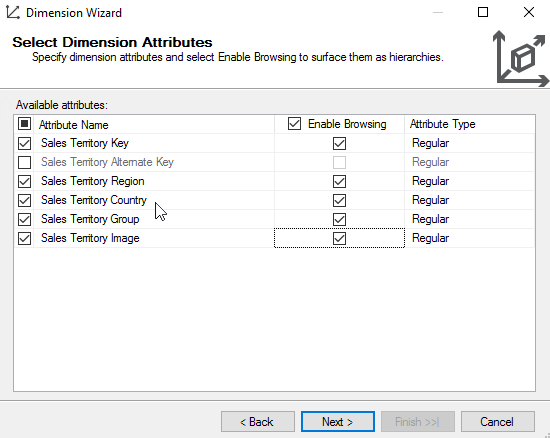 Dimension Wizard
Select Dimension Attributes
Specify dimension attributes and select Enable Browsing to surface them as hierarchies.
Available attributes:
Attribute Name Enable Browsing Attribute Type
Sales Territory Key Regular
Sales Territory Alternate Key Regular
Sales Territory Region Regular
Sales Territory Country Regular
Sales Territory Group Regular
Sales Territory Image Regular
< Back Next > Finish >>| Cancel